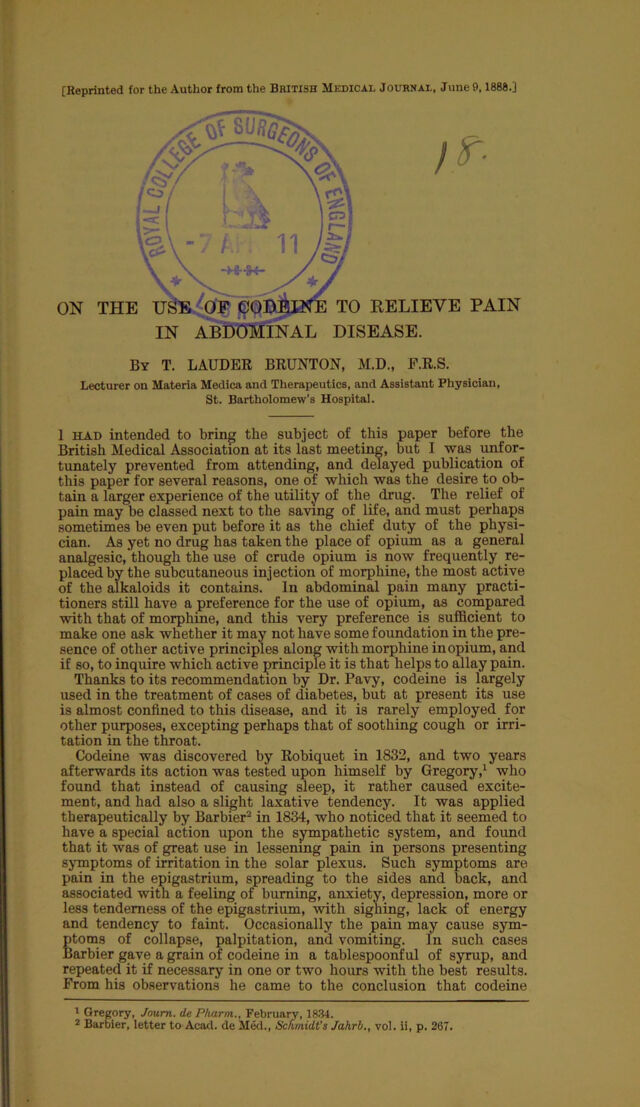 [Reprinted for the Author from the BRITISH MEDICAL JOURNAL, June 9, 1888.]
18.
ROYAL COLLEGE OF SURGEONS OF ENGLAND
-7 AP 11
ON THE USE OF CODEINE TO RELIEVE PAIN
IN ABDOMINAL DISEASE.
BY T. LAUDER BRUNTON, M.D., F.R.S.
Lecturer on Materia Medica and Therapeutics, and Assistant Physician,
St. Bartholomew's Hospital.
I HAD intended to bring the subject of this paper before the
British Medical Association at its last meeting, but I was unfor-
tunately prevented from attending, and delayed publication of
this paper for several reasons, one of which was the desire to ob-
tain a larger experience of the utility of the drug. The relief of
pain may be classed next to the saving of life, and must perhaps
sometimes be even put before it as the chief duty of the physi-
cian. As yet no drug has taken the place of opium as a general
analgesic, though the use of crude opium is now frequently re-
placed by the subcutaneous injection of morphine, the most active
of the alkaloids it contains. In abdominal pain many practi-
tioners still have a preference for the use of opium, as compared
with that of morphine, and this very preference is sufficient to
make one ask whether it may not have some foundation in the pre-
sence of other active principles along with morphine in opium, and
if so, to inquire which active principle it is that helps to allay pain.
Thanks to its recommendation by Dr. Pavy, codeine is largely
used in the treatment of cases of diabetes, but at present its use
is almost confined to this disease, and it is rarely employed for
other purposes, excepting perhaps that of soothing cough or irri-
tation in the throat.
Codeine was discovered by Robiquet in 1832, and two years
afterwards its action was tested upon himself by Gregory,¹ who
found that instead of causing sleep, it rather caused excite-
ment, and had also a slight laxative tendency. It was applied
therapeutically by Barbier² in 1834, who noticed that it seemed to
have a special action upon the sympathetic system, and found
that it was of great use in lessening pain in persons presenting
symptoms of irritation in the solar plexus. Such symptoms are
pain in the epigastrium, spreading to the sides and back, and
associated with a feeling of burning, anxiety, depression, more or
less tenderness of the epigastrium, with sighing, lack of energy
and tendency to faint. Occasionally the pain may cause sym-
ptoms of collapse, palpitation, and vomiting. In such cases
Barbier gave a grain of codeine in a tablespoonful of syrup, and
repeated it if necessary in one or two hours with the best results.
From his observations he came to the conclusion that codeine
¹ Gregory, Journ. de Pharm., February, 1834.
² Barbier, letter to Acad. de Méd., Schmidt's Jahrb., vol. ii, p. 267.